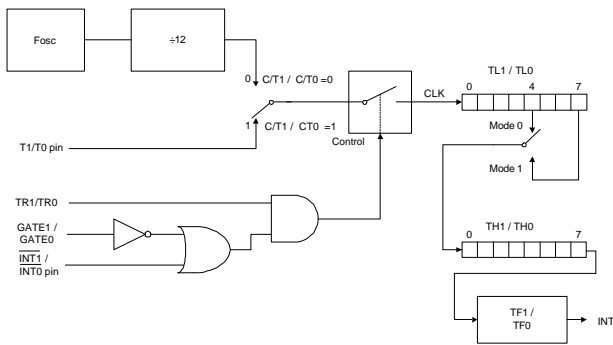 Fosc
÷12
0 C/T1 / C/T0 =0
1 C/T1 / CT0 =1
T1/T0 pin
Control
CLK
TL1 / TL0
0 4 7
Mode 0
Mode 1
TR1/TR0
GATE1 /
GATE0
INT1 /
INT0 pin
TH1 / TH0
0 7
TF1 /
TF0
INT